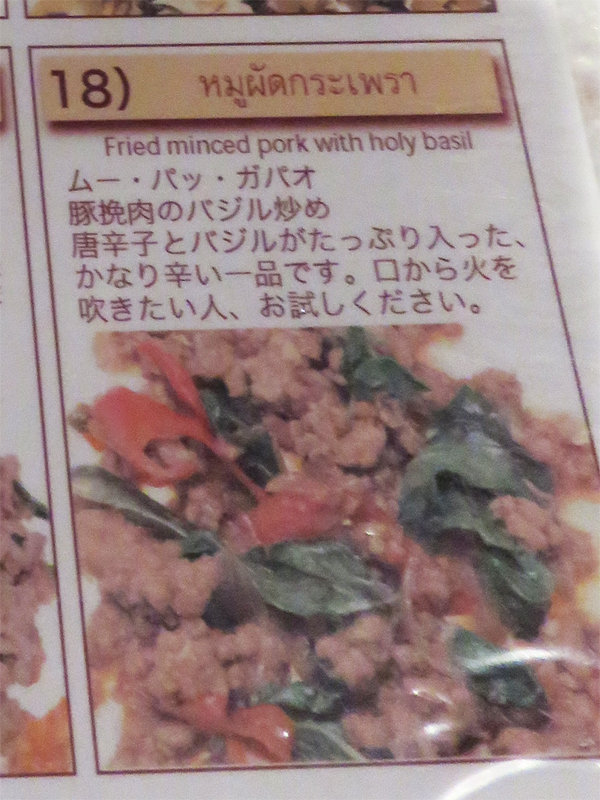 18) หมูผัดกระเพรา
Fried minced pork with holy basil
ムー・パッ・ガパオ
豚挽肉のバジル炒め
唐辛子とバジルがたっぷり入った、
かなり辛い一品です。口から火を
吹きたい人、お試しください。